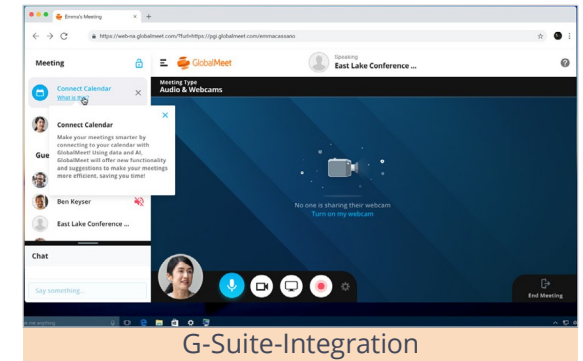 Emma's Meeting
https://web-na.globalmeet.com/?furl=https://pgi.globalmeet.com/emmacassano
Meeting
GlobalMeet
Speaking
East Lake Conference ...
Meeting Type
Audio & Webcams
Connect Calendar
What is this?
Connect Calendar
Make your meetings smarter by
connecting to your calendar with
GlobalMeet! Using data and AI,
GlobalMeet will offer new functionality
and suggestions to make your meetings
more efficient, saving you time!
Gue
Ben Keyser
East Lake Conference ...
No one is sharing their webcam
Turn on my webcam
Chat
Say something...
End Meeting
G-Suite-Integration